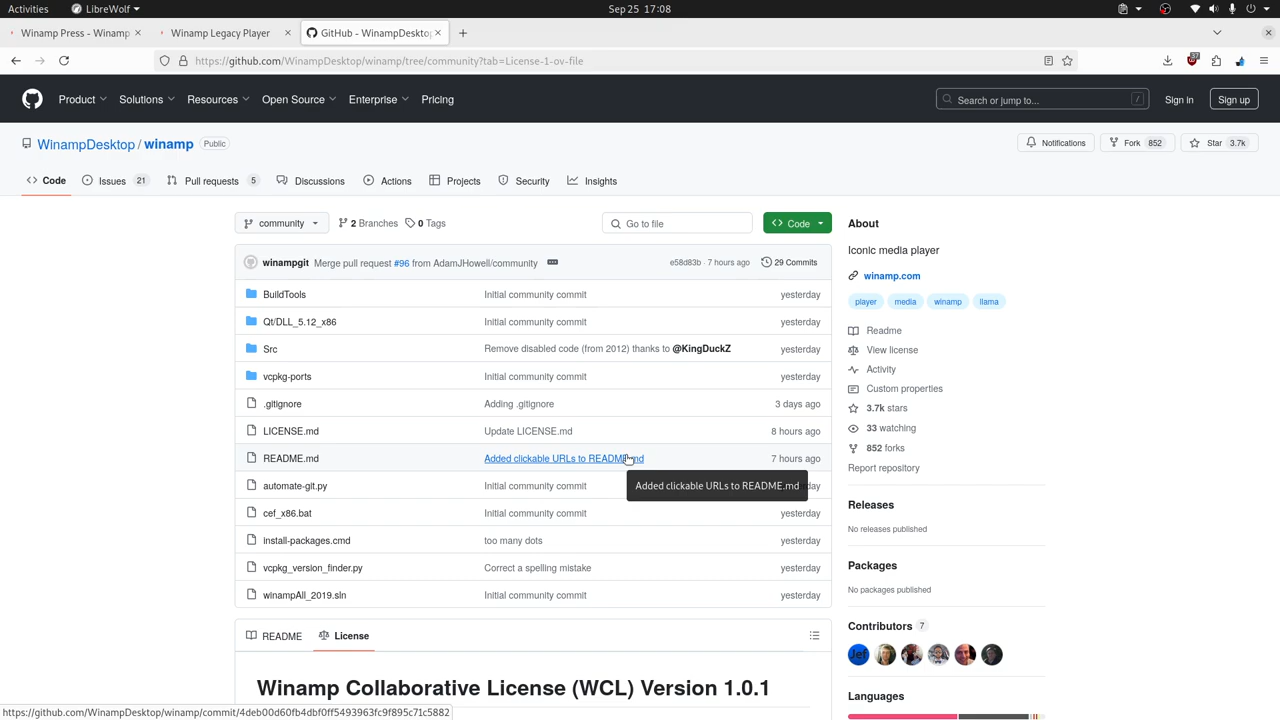 Activities LibreWolf Sep 25 17:08
Winamp Press - Winamp Winamp Legacy Player GitHub - WinampDesktop
https://github.com/WinampDesktop/winamp/tree/community?tab=License-1-ov-file 37
Product Solutions Resources Open Source Enterprise Pricing Search or jump to... / Sign in Sign up
WinampDesktop / winamp Public Notifications Fork 852 Star 3.7k
Code Issues 21 Pull requests 5 Discussions Actions Projects Security Insights
community 2 Branches 0 Tags Go to file Code
winampgit Merge pull request #96 from AdamJHowell/community e58d83b · 7 hours ago 29 Commits
BuildTools Initial community commit yesterday
Qt/DLL_5.12_x86 Initial community commit yesterday
Src Remove disabled code (from 2012) thanks to @KingDuckZ yesterday
vcpkg-ports Initial community commit yesterday
.gitignore Adding .gitignore 3 days ago
LICENSE.md Update LICENSE.md 8 hours ago
README.md Added clickable URLs to README.md 7 hours ago
Added clickable URLs to README.md
automate-git.py Initial community commit
cef_x86.bat Initial community commit yesterday
install-packages.cmd too many dots yesterday
vcpkg_version_finder.py Correct a spelling mistake yesterday
winampAll_2019.sln Initial community commit yesterday
README License
Winamp Collaborative License (WCL) Version 1.0.1
About
Iconic media player
winamp.com
player media winamp llama
Readme
View license
Activity
Custom properties
3.7k stars
33 watching
852 forks
Report repository
Releases
No releases published
Packages
No packages published
Contributors 7
Jef
Languages
https://github.com/WinampDesktop/winamp/commit/4deb00d60fb4dbf0ff5493963fc9f895c71c5882